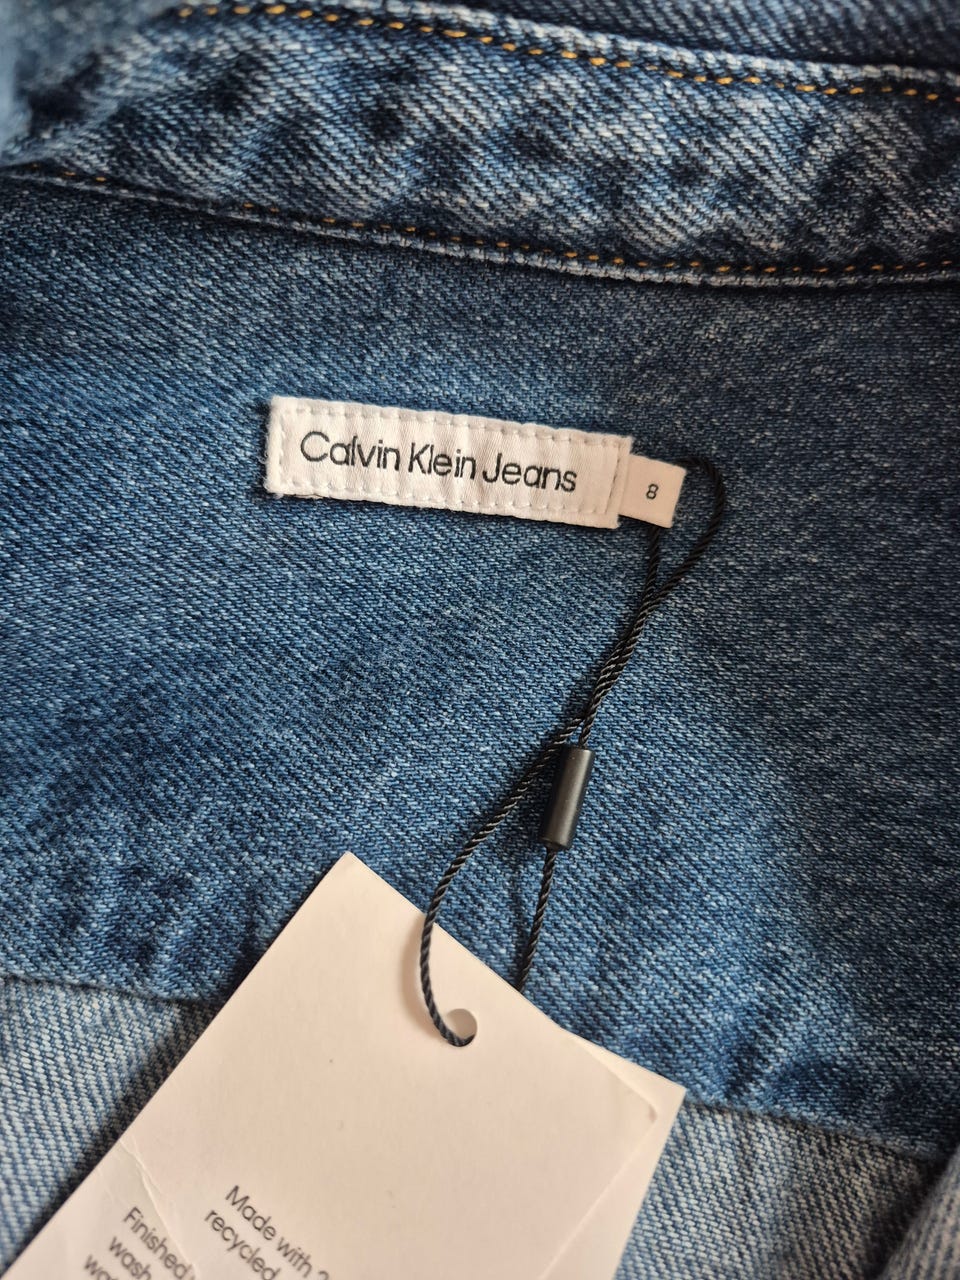 Calvin Klein Jeans
8
Made with
recycled
Finished
wash